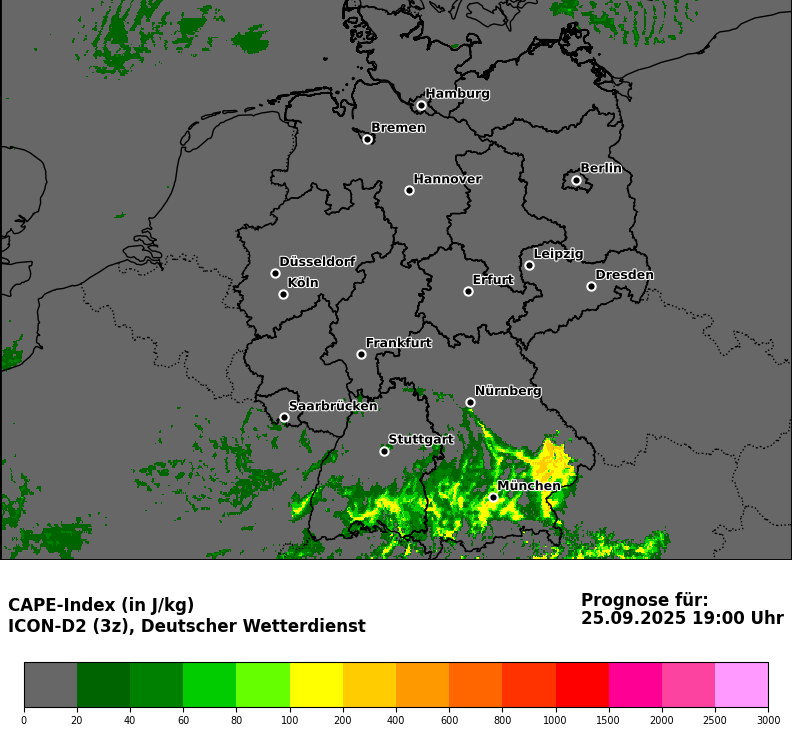 Hamburg
Bremen
Berlin
Hannover
Leipzig
Düsseldorf
Dresden
Köln
Erfurt
Frankfurt
Nürnberg
Saarbrücken
Stuttgart
München
CAPE-Index (in J/kg)
ICON-D2 (3z), Deutscher Wetterdienst
Prognose für:
25.09.2025 19:00 Uhr
0 20 40 60 80 100 200 400 600 800 1000 1500 2000 2500 3000